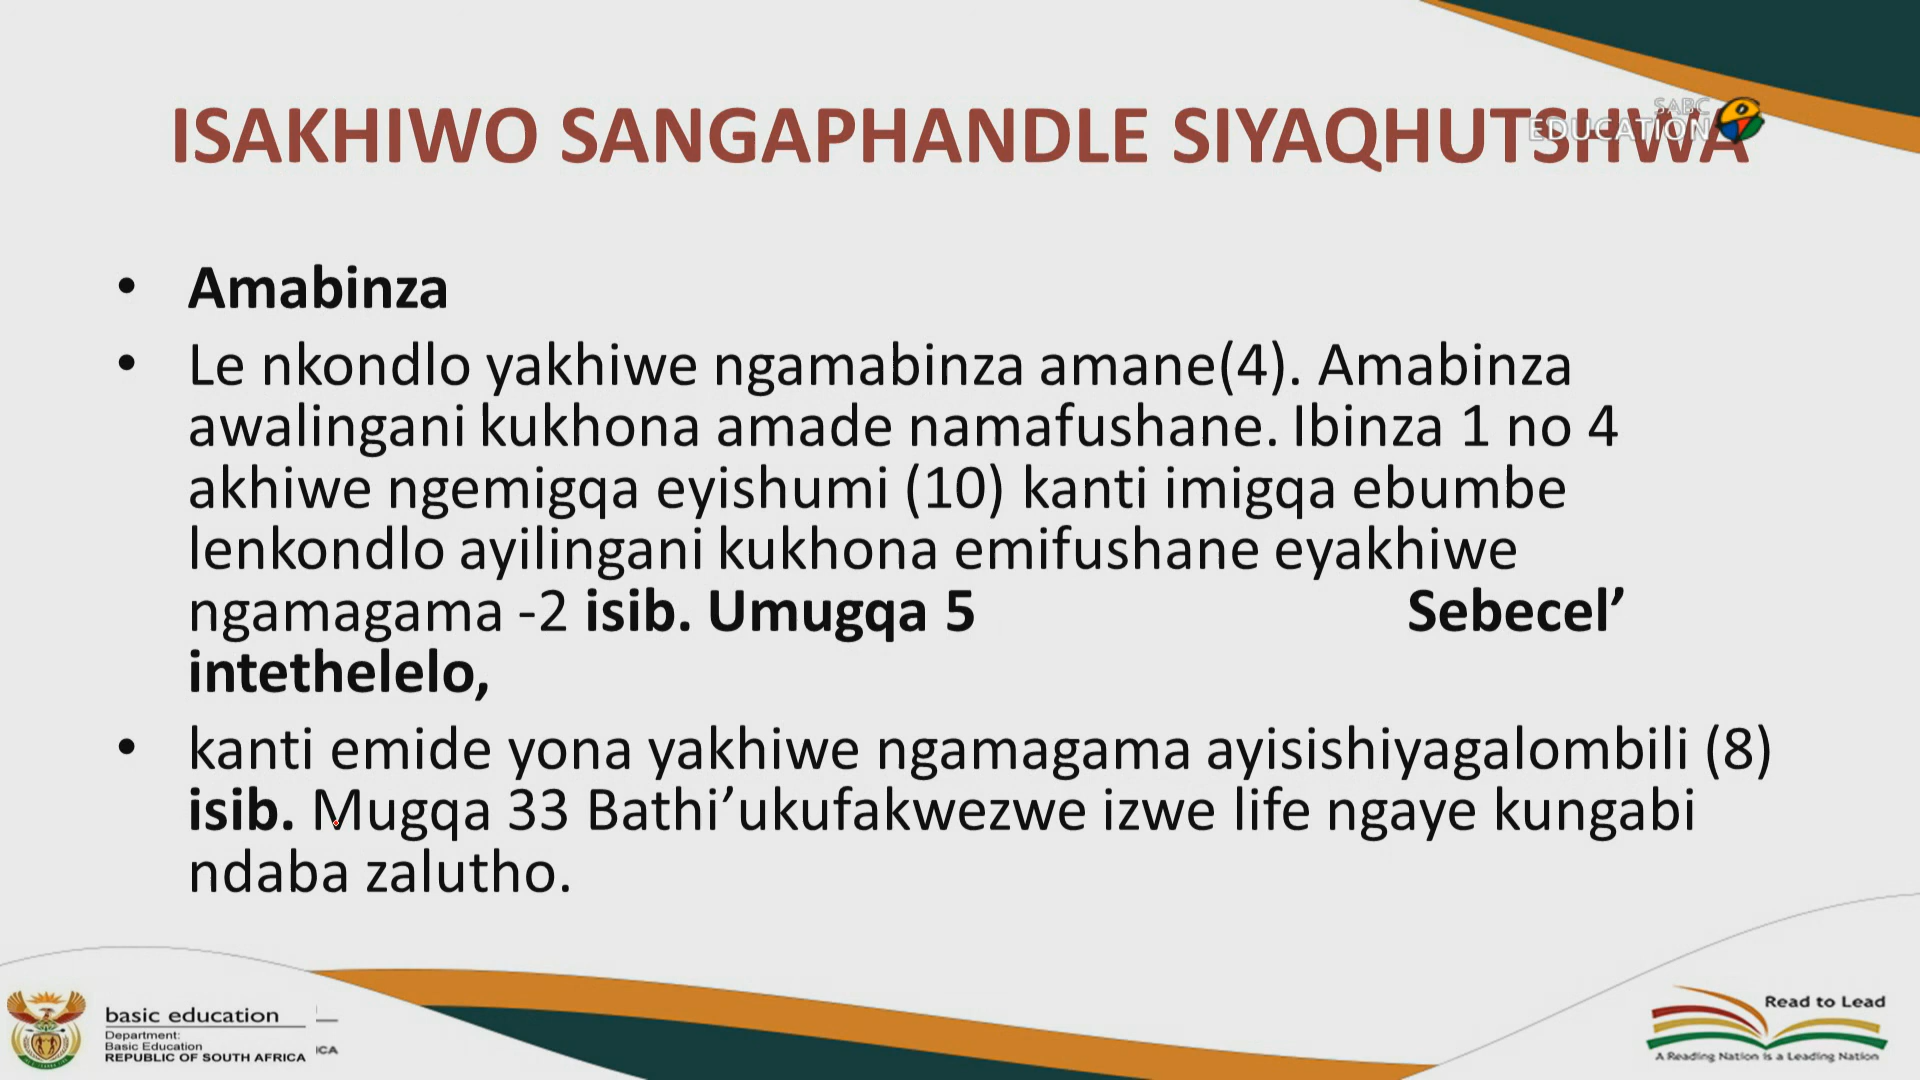 ISAKHIWO SANGAPHANDLE SIYAQHUTSHWA
SABC
EDUCATION
• Amabinza
• Le nkondlo yakhiwe ngamabinza amane(4). Amabinza
awalingani kukhona amade namafushane. Ibinza 1 no 4
akhiwe ngemigqa eyishumi (10) kanti imigqa ebumbe
lenkondlo ayilingani kukhona emifushane eyakhiwe
ngamagama -2 isib. Umugqa 5 Sebecel’
intethelelo,
• kanti emide yona yakhiwe ngamagama ayisishiyagalombili (8)
isib. Mugqa 33 Bathi’ukufakwezwe izwe life ngaye kungabi
ndaba zalutho.
basic education
Department:
Basic Education
REPUBLIC OF SOUTH AFRICA
ICA
Read to Lead
A Reading Nation is a Leading Nation